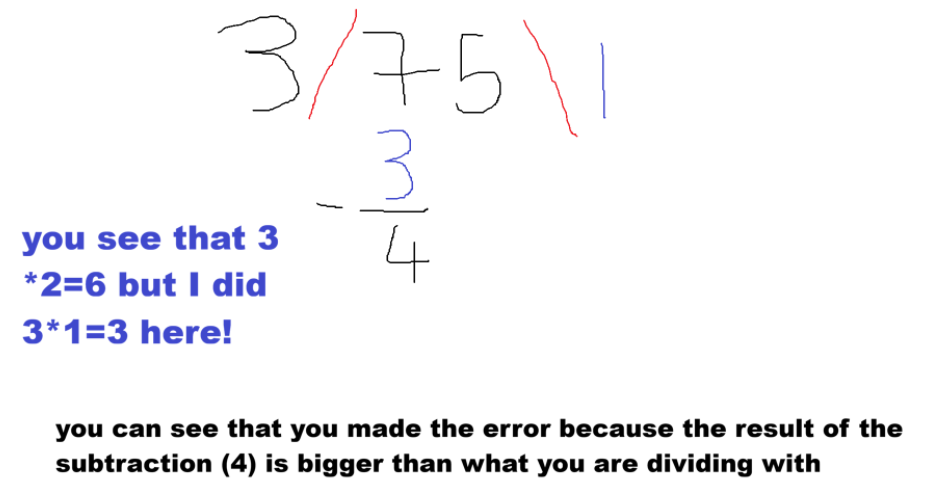 3/75\1
3
-
4
you see that 3
*2=6 but I did
3*1=3 here!
you can see that you made the error because the result of the
subtraction (4) is bigger than what you are dividing with